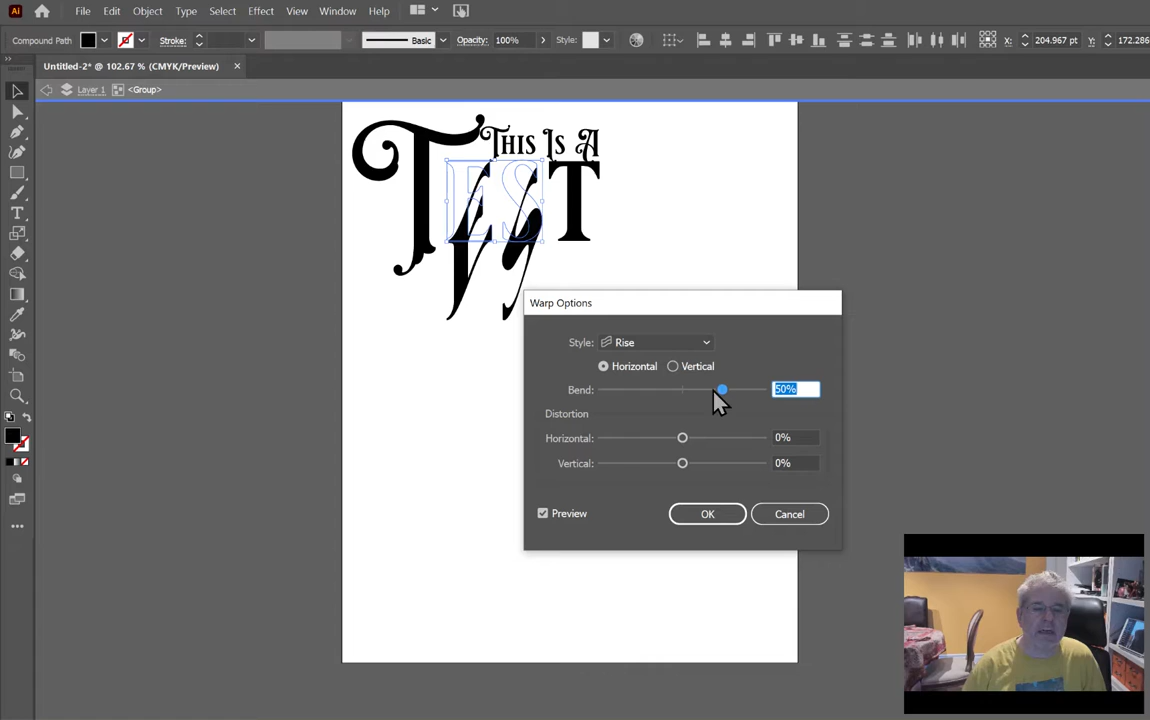 Ai File Edit Object Type Select Effect View Window Help
Compound Path Stroke: Basic Opacity: 100% Style: X: 204.967 pt Y: 172.286
Untitled-2* @ 102.67 % (CMYK/Preview) ×
Layer 1 <Group>
This Is A
TEST
Warp Options
Style: Rise
Horizontal Vertical
Bend: 50%
Distortion
Horizontal: 0%
Vertical: 0%
Preview OK Cancel